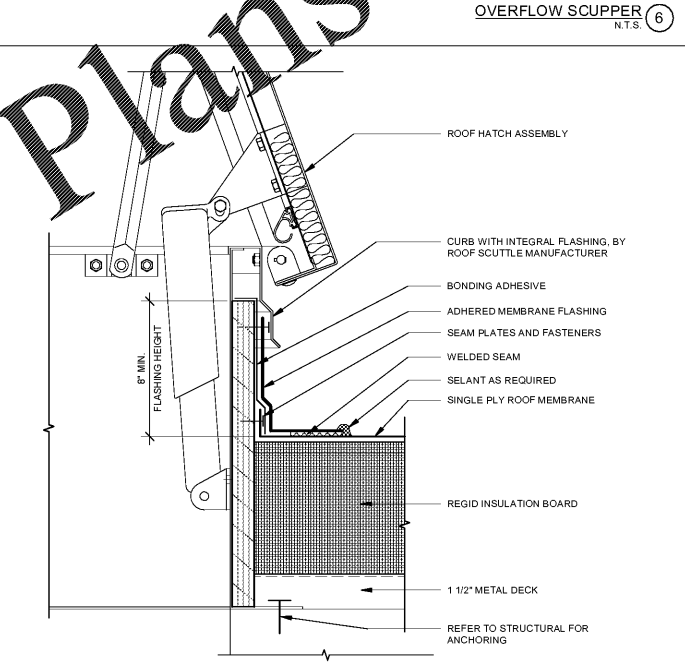 OVERFLOW SCUPPER
6
N.T.S.
Plans
ROOF HATCH ASSEMBLY
CURB WITH INTEGRAL FLASHING, BY
ROOF SCUTTLE MANUFACTURER
BONDING ADHESIVE
ADHERED MEMBRANE FLASHING
SEAM PLATES AND FASTENERS
WELDED SEAM
SELANT AS REQUIRED
SINGLE PLY ROOF MEMBRANE
8" MIN.
FLASHING HEIGHT
REGID INSULATION BOARD
1 1/2" METAL DECK
REFER TO STRUCTURAL FOR
ANCHORING